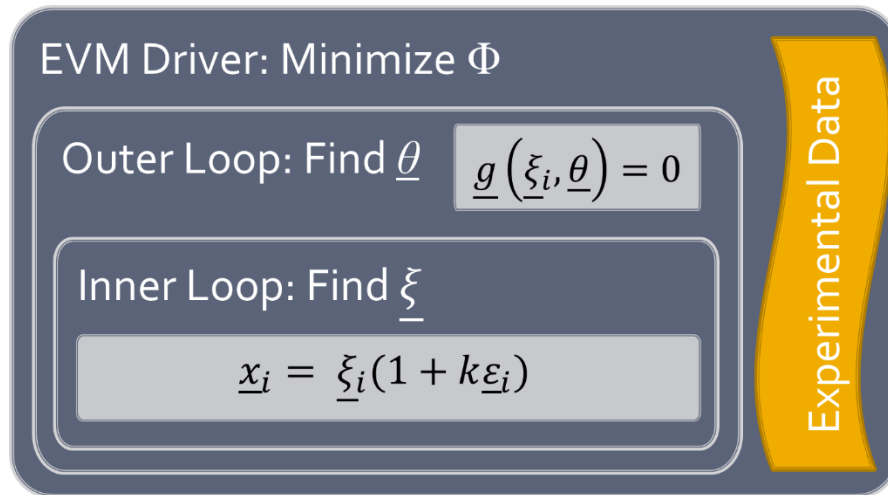 EVM Driver: Minimize Φ
Outer Loop: Find θ
g(ξᵢ, θ) = 0
Inner Loop: Find ξ
xᵢ = ξᵢ(1 + kεᵢ)
Experimental Data